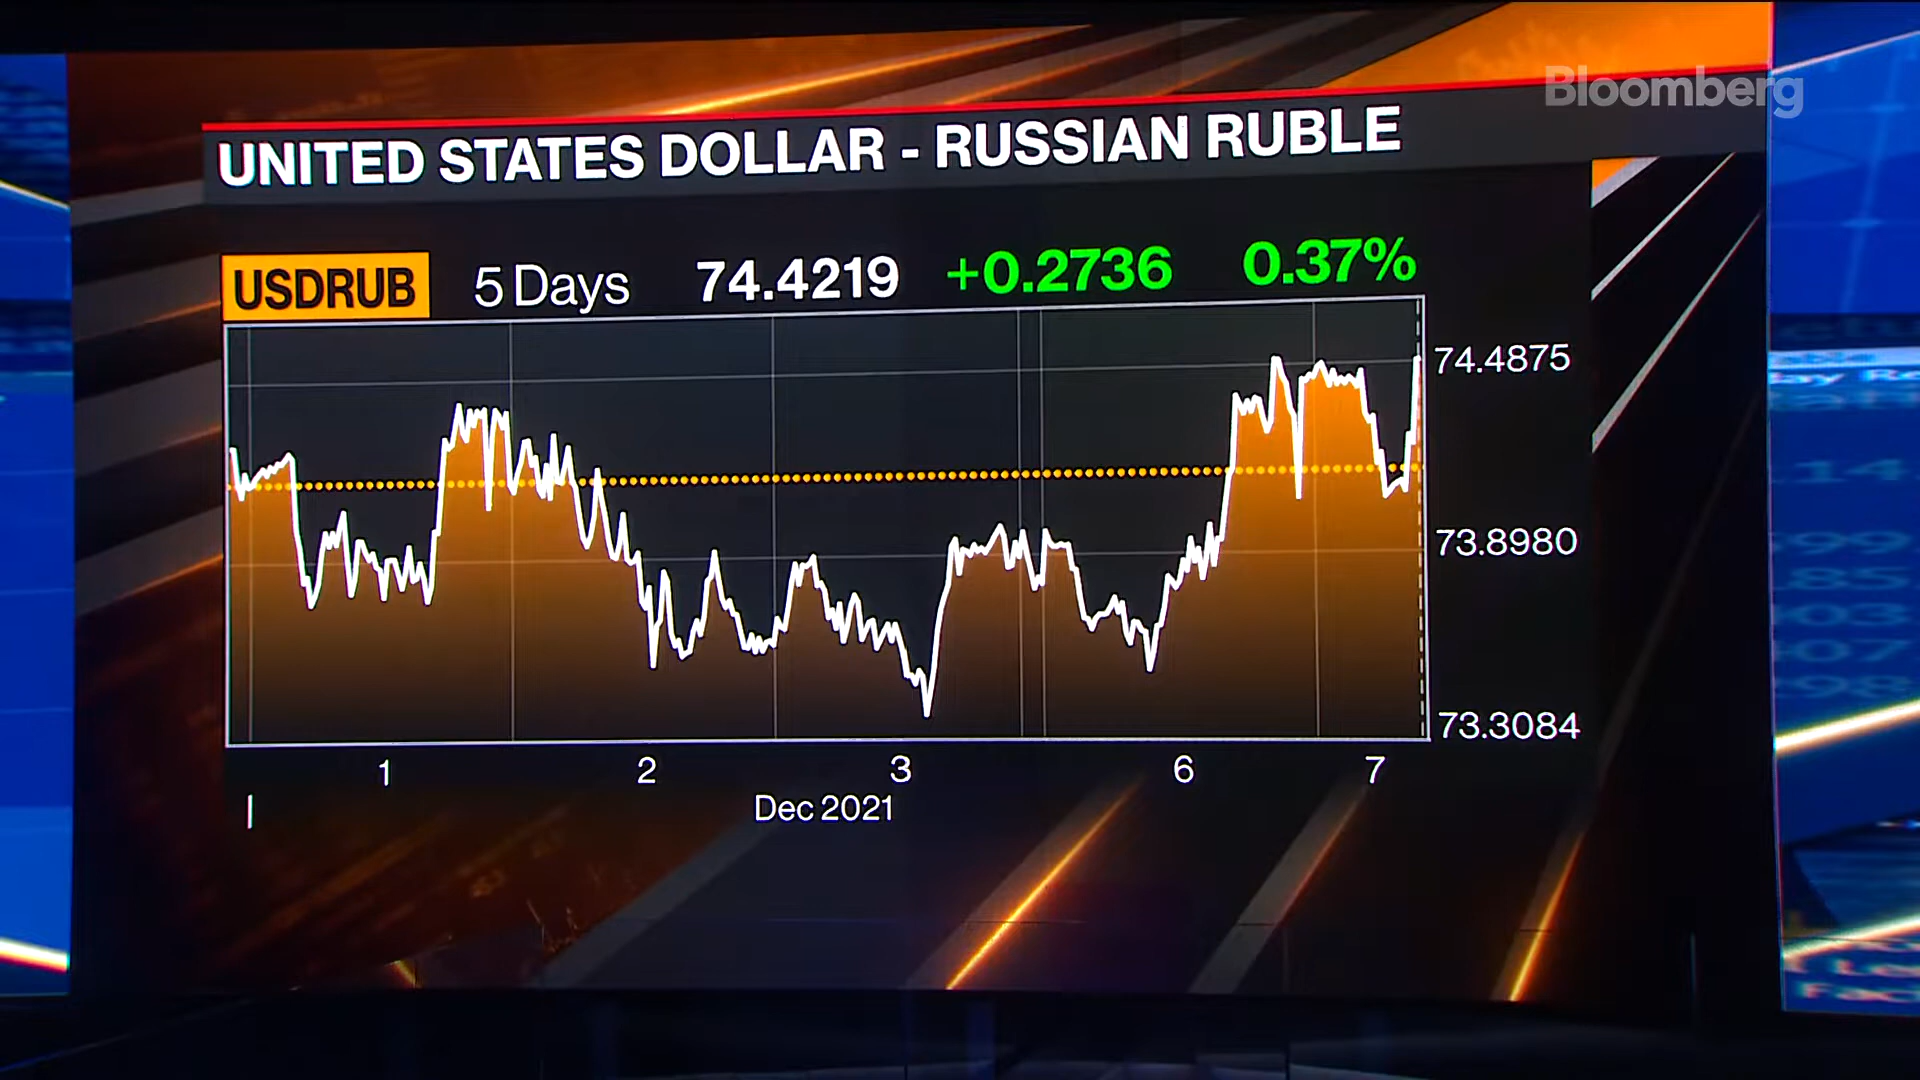 Bloomberg
UNITED STATES DOLLAR - RUSSIAN RUBLE
USDRUB 5 Days 74.4219 +0.2736 0.37%
74.4875
73.8980
73.3084
1 2 3 6 7
Dec 2021